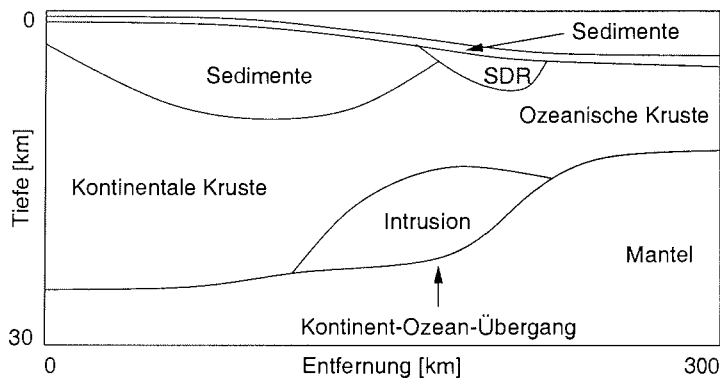 0
Sedimente
Sedimente
SDR
Ozeanische Kruste
Tiefe [km]
Kontinentale Kruste
Intrusion
Mantel
Kontinent-Ozean-Übergang
30
0
Entfernung [km]
300